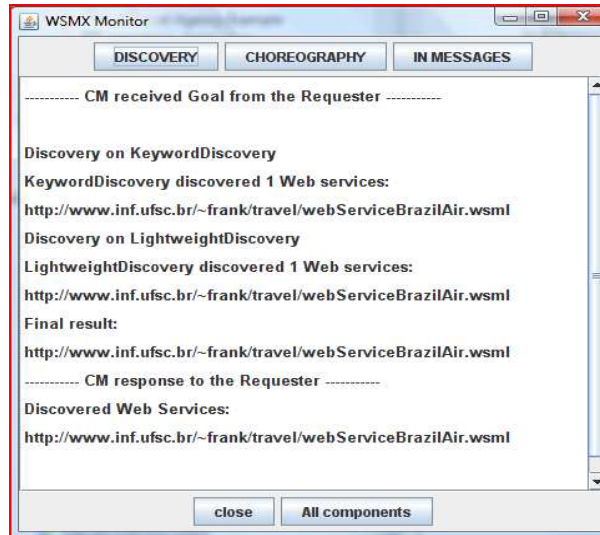 WSMX Monitor
DISCOVERY CHOREOGRAPHY IN MESSAGES
----------- CM received Goal from the Requester -----------
Discovery on KeywordDiscovery
KeywordDiscovery discovered 1 Web services:
http://www.inf.ufsc.br/~frank/travel/webServiceBrazilAir.wsml
Discovery on LightweightDiscovery
LightweightDiscovery discovered 1 Web services:
http://www.inf.ufsc.br/~frank/travel/webServiceBrazilAir.wsml
Final result:
http://www.inf.ufsc.br/~frank/travel/webServiceBrazilAir.wsml
----------- CM response to the Requester -----------
Discovered Web Services:
http://www.inf.ufsc.br/~frank/travel/webServiceBrazilAir.wsml
close All components